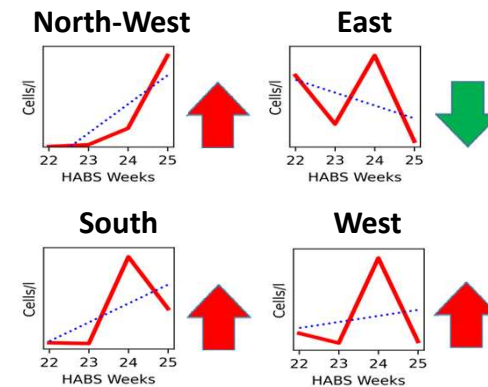 North-West
Cells/l
22 23 24 25
HABS Weeks
East
Cells/l
22 23 24 25
HABS Weeks
South
Cells/l
22 23 24 25
HABS Weeks
West
Cells/l
22 23 24 25
HABS Weeks